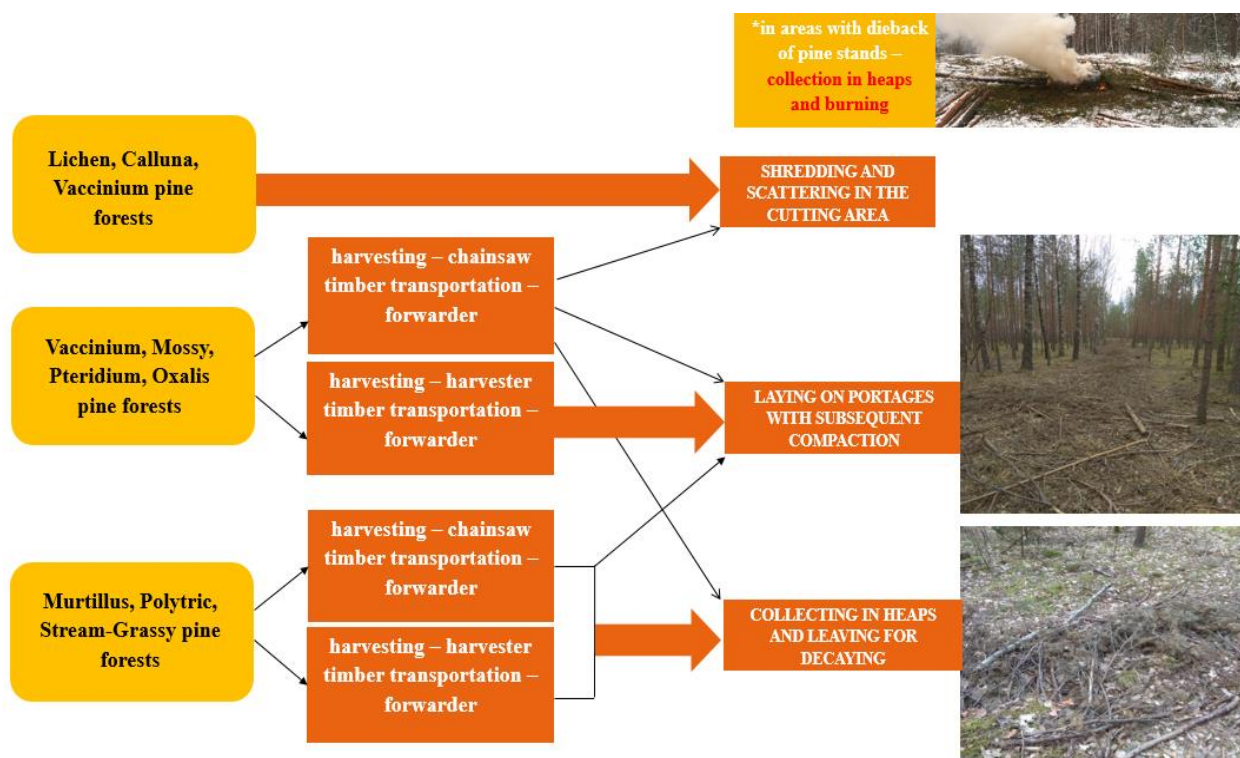 *in areas with dieback
of pine stands –
collection in heaps
and burning
Lichen, Calluna,
Vaccinium pine
forests
SHREDDING AND
SCATTERING IN THE
CUTTING AREA
harvesting – chainsaw
timber transportation –
forwarder
Vaccinium, Mossy,
Pteridium, Oxalis
pine forests
harvesting – harvester
timber transportation –
forwarder
LAYING ON PORTAGES
WITH SUBSEQUENT
COMPACTION
harvesting – chainsaw
timber transportation –
forwarder
Murtillus, Polytric,
Stream-Grassy pine
forests
harvesting – harvester
timber transportation –
forwarder
COLLECTING IN HEAPS
AND LEAVING FOR
DECAYING